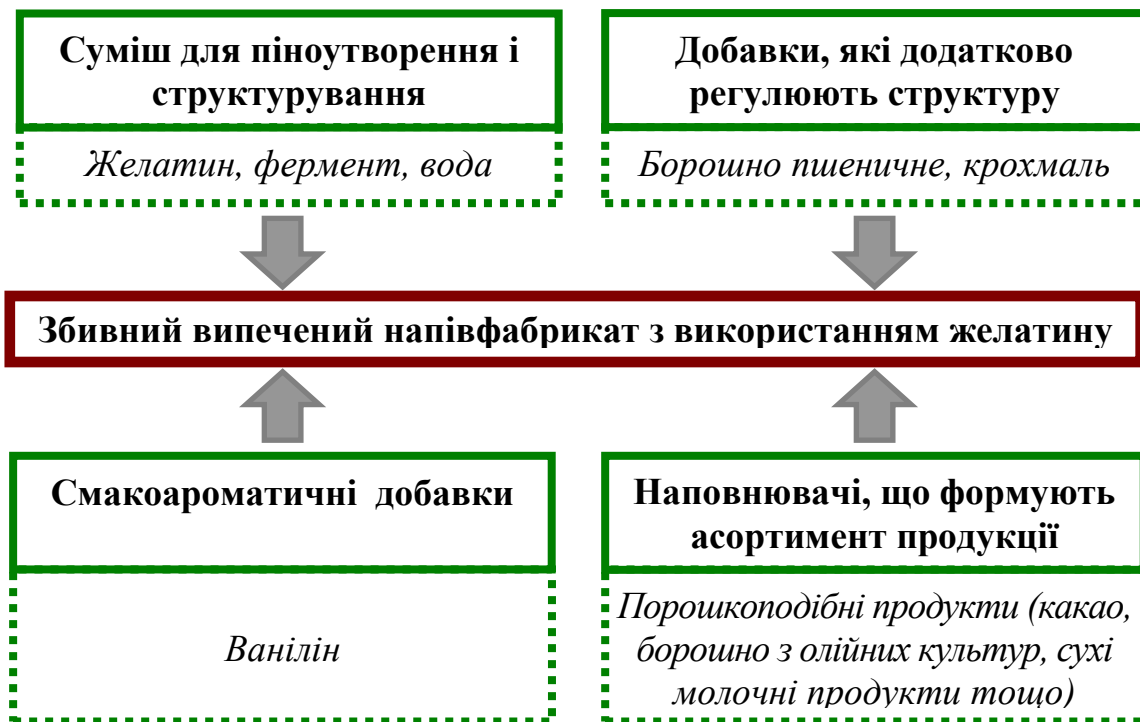 Суміш для піноутворення і
структурування
Желатин, фермент, вода
Добавки, які додатково
регулюють структуру
Борошно пшеничне, крохмаль
Збивний випечений напівфабрикат з використанням желатину
Смакоароматичні добавки
Ванілін
Наповнювачі, що формують
асортимент продукції
Порошкоподібні продукти (какао,
борошно з олійних культур, сухі
молочні продукти тощо)